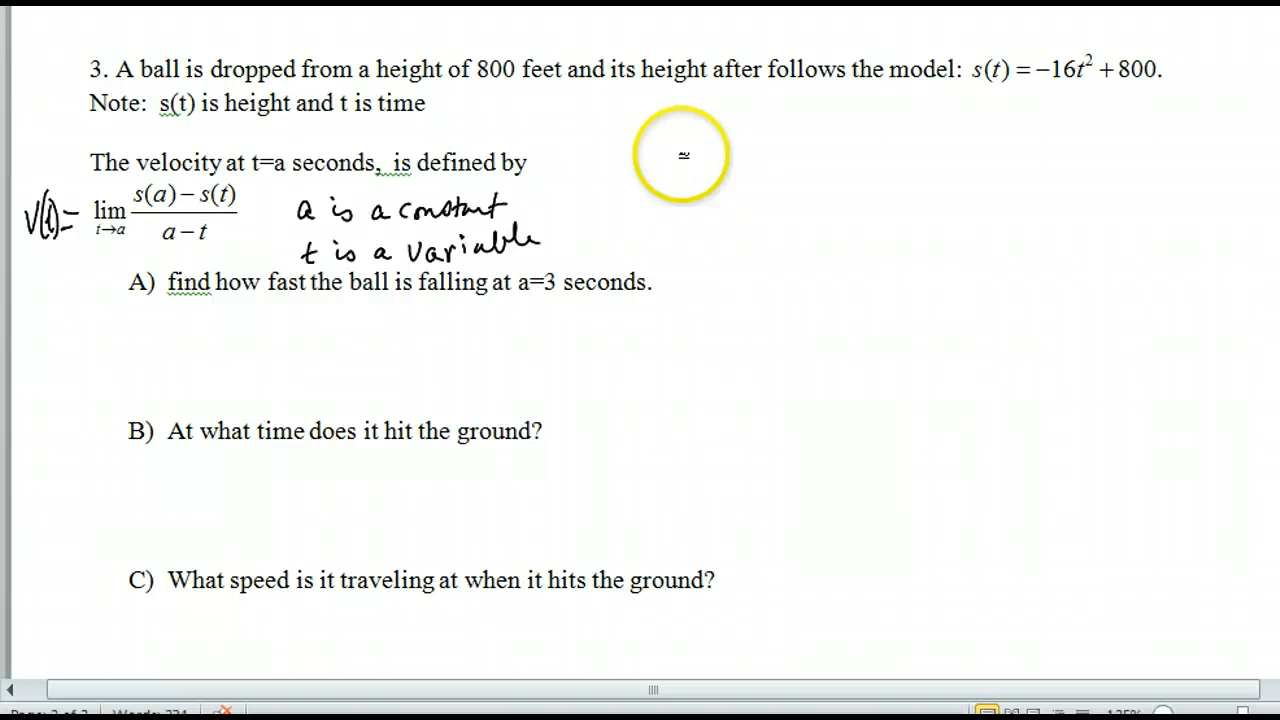 3. A ball is dropped from a height of 800 feet and its height after follows the model: s(t) = −16t² + 800.
Note: s(t) is height and t is time
The velocity at t=a seconds, is defined by
v(t) = lim t→a s(a) − s(t) / a − t
a is a constant
t is a variable
A) find how fast the ball is falling at a=3 seconds.
B) At what time does it hit the ground?
C) What speed is it traveling at when it hits the ground?